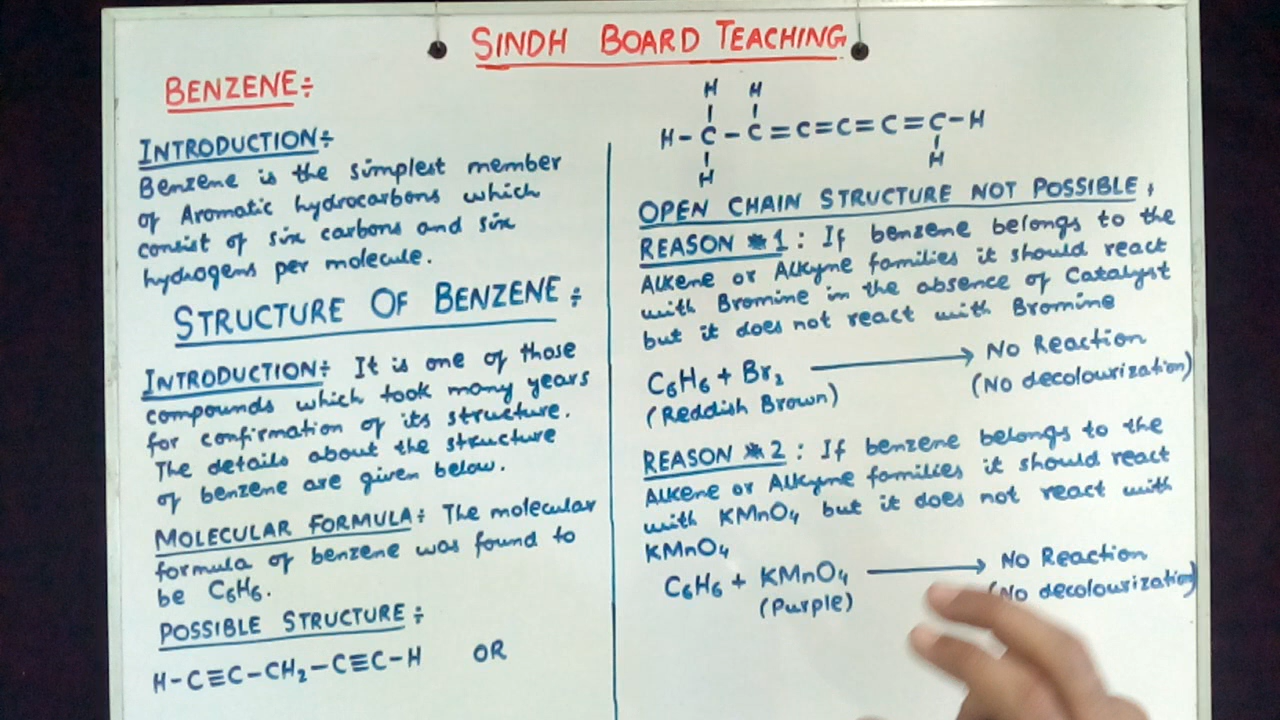 SINDH BOARD TEACHING
BENZENE:
INTRODUCTION:
Benzene is the simplest member
of Aromatic hydrocarbons which
consist of six carbons and six
hydrogens per molecule.
STRUCTURE OF BENZENE:
INTRODUCTION: It is one of those
compounds which took many years
for confirmation of its structure.
The details about the structure
of benzene are given below.
MOLECULAR FORMULA: The molecular
formula of benzene was found to
be C₆H₆.
POSSIBLE STRUCTURE:
H-C≡C-CH₂-C≡C-H OR
H H
H-C-C=C=C=C=C-H
H H
OPEN CHAIN STRUCTURE NOT POSSIBLE:
REASON #1: If benzene belongs to the
Alkene or Alkyne families it should react
with Bromine in the absence of Catalyst
but it does not react with Bromine
C₆H₆ + Br₂ ⟶ No Reaction
(Reddish Brown) (No decolourization)
REASON #2: If benzene belongs to the
Alkene or Alkyne families it should react
with KMnO₄ but it does not react with
KMnO₄
C₆H₆ + KMnO₄ ⟶ No Reaction
(Purple) (No decolourization)